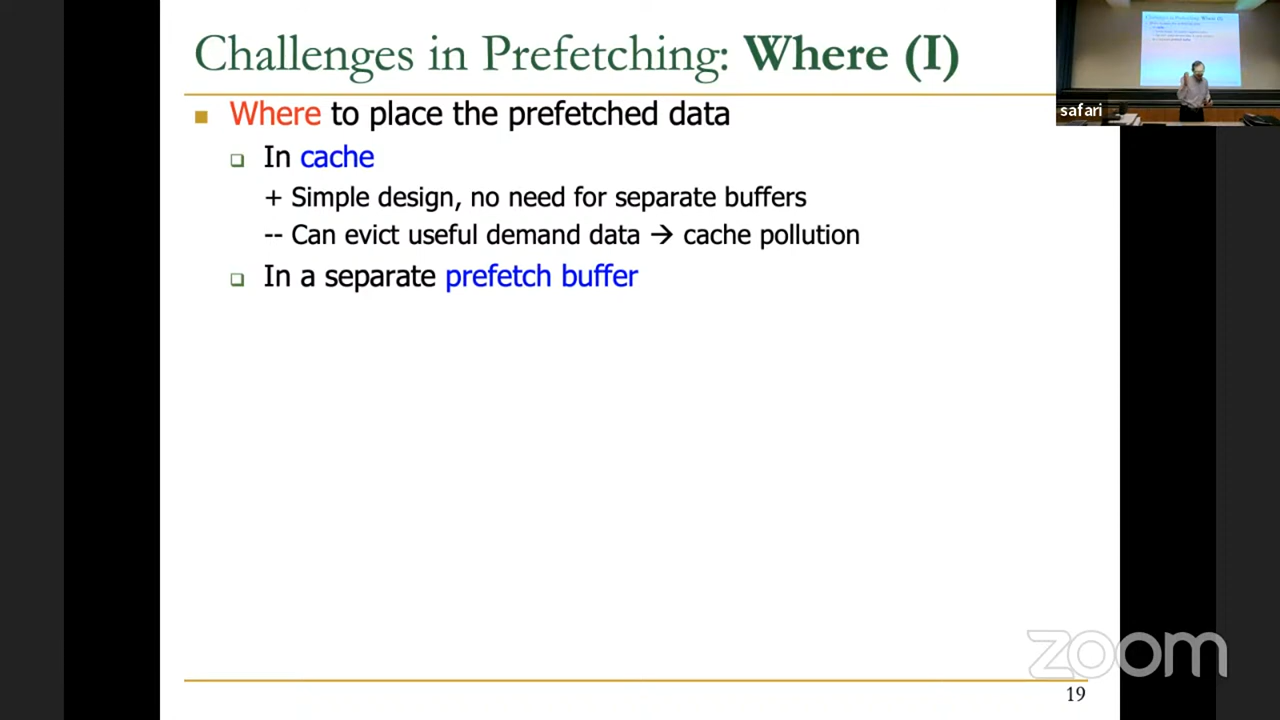 Challenges in Prefetching: Where (I)
safari
Where to place the prefetched data
In cache
+ Simple design, no need for separate buffers
-- Can evict useful demand data → cache pollution
In a separate prefetch buffer
zoom
19